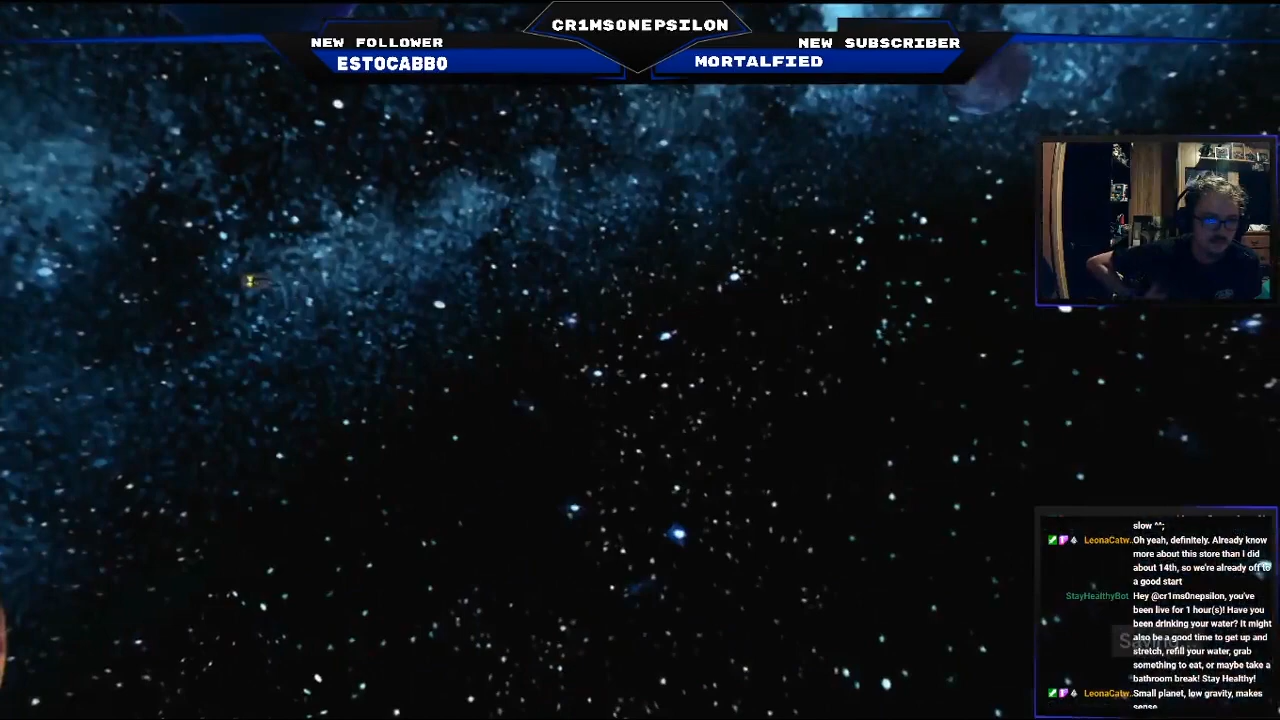 CR1MS0NEPSILON
NEW FOLLOWER
NEW SUBSCRIBER
ESTOCABBO
MORTALFIED
slow ^^;
LeonaCatw.. Oh yeah, definitely. Already know
more about this store than I did
about 14th, so we're already off to
a good start
StayHealthyBot Hey @cr1ms0nepsilon, you've
been live for 1 hour(s)! Have you
been drinking your water? It might
also be a good time to get up and
stretch, refill your water, grab
something to eat, or maybe take a
bathroom break! Stay Healthy!
LeonaCatw.. Small planet, low gravity, makes
sense